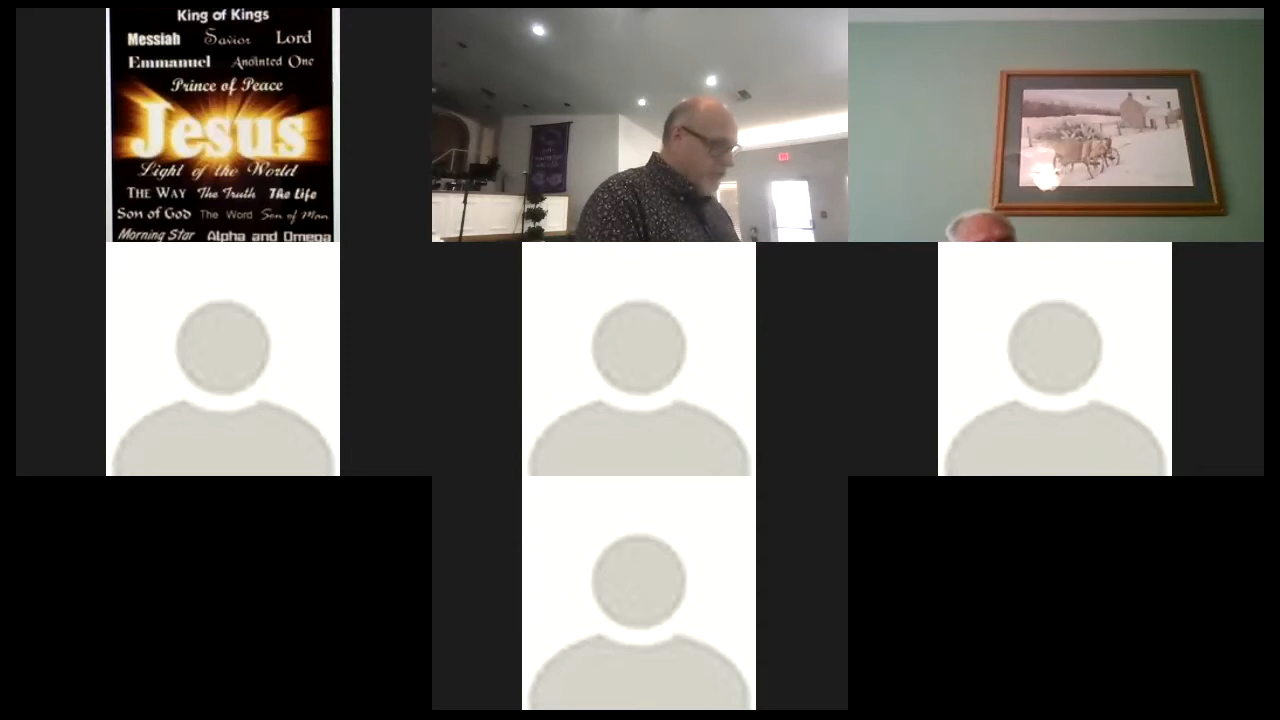 King of Kings
Messiah Savior Lord
Emmanuel Anointed One
Prince of Peace
Jesus
Light of the World
THE WAY The Truth The Life
Son of God The Word Son of Man
Morning Star Alpha and Omega